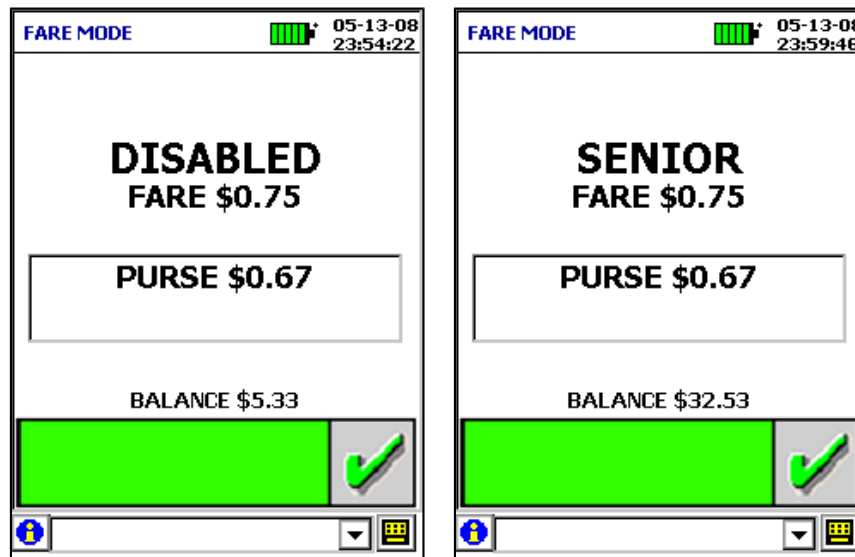 FARE MODE
05-13-08
23:54:22
DISABLED
FARE $0.75
PURSE $0.67
BALANCE $5.33
FARE MODE
05-13-08
23:59:46
SENIOR
FARE $0.75
PURSE $0.67
BALANCE $32.53